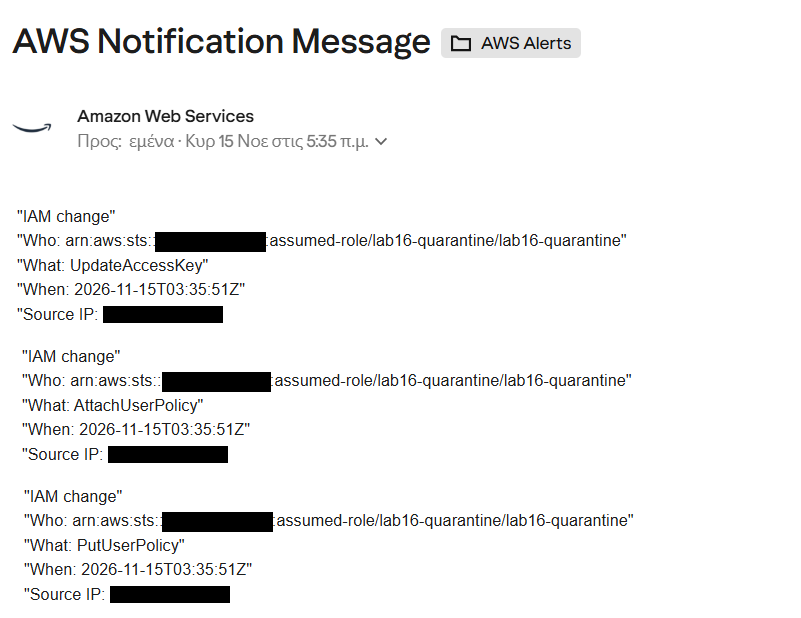 AWS Notification Message AWS Alerts
Amazon Web Services
Προς: εμένα · Κυρ 15 Νοε στις 5:35 π.μ.
"IAM change"
"Who: arn:aws:sts:::assumed-role/lab16-quarantine/lab16-quarantine"
"What: UpdateAccessKey"
"When: 2026-11-15T03:35:51Z"
"Source IP:
"IAM change"
"Who: arn:aws:sts:::assumed-role/lab16-quarantine/lab16-quarantine"
"What: AttachUserPolicy"
"When: 2026-11-15T03:35:51Z"
"Source IP:
"IAM change"
"Who: arn:aws:sts:::assumed-role/lab16-quarantine/lab16-quarantine"
"What: PutUserPolicy"
"When: 2026-11-15T03:35:51Z"
"Source IP: